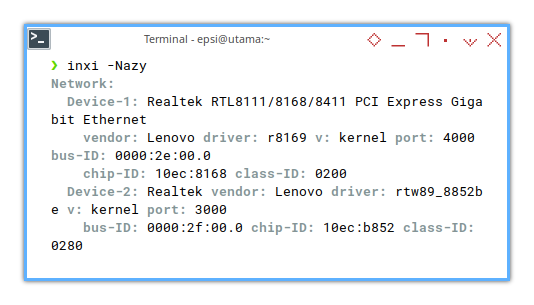 Terminal - epsi@utama:~
❯ inxi -Nazy
Network:
  Device-1: Realtek RTL8111/8168/8411 PCI Express Giga
bit Ethernet
    vendor: Lenovo driver: r8169 v: kernel port: 4000
bus-ID: 0000:2e:00.0
    chip-ID: 10ec:8168 class-ID: 0200
  Device-2: Realtek vendor: Lenovo driver: rtw89_8852b
e v: kernel port: 3000
    bus-ID: 0000:2f:00.0 chip-ID: 10ec:b852 class-ID:
0280